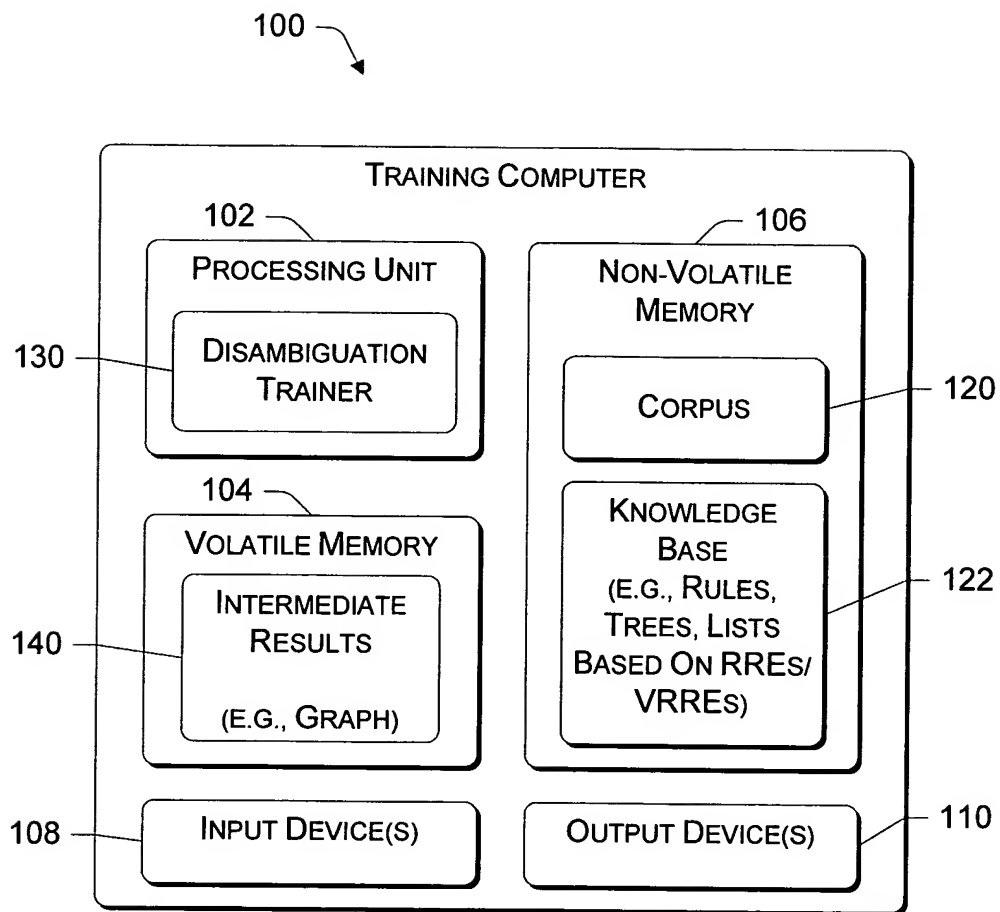 100
TRAINING COMPUTER
102
PROCESSING UNIT
130
DISAMBIGUATION
TRAINER
104
VOLATILE MEMORY
140
INTERMEDIATE
RESULTS
(E.G., GRAPH)
106
NON-VOLATILE
MEMORY
CORPUS
120
KNOWLEDGE
BASE
(E.G., RULES,
TREES, LISTS
BASED ON RRES/
VRRES)
122
108
INPUT DEVICE(S)
OUTPUT DEVICE(S)
110